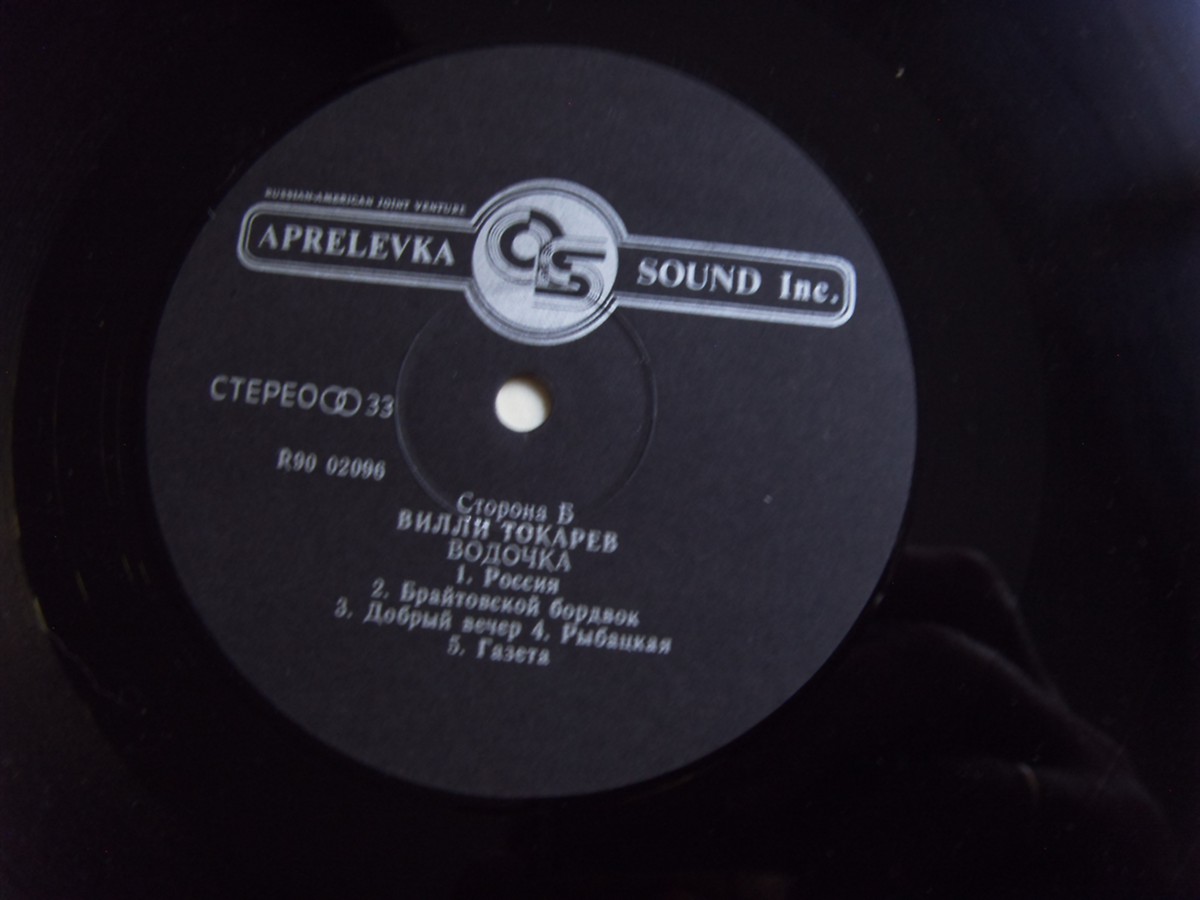 RUSSIAN-AMERICAN JOINT VENTURE
APRELEVKA SOUND Inc.
СТЕРЕО 33
R90 02096
Сторона Б
ВИЛЛИ ТОКАРЕВ
ВОДОЧКА
1. Россия
2. Брайтовской бордвок
3. Добрый вечер 4. Рыбацкая
5. Газета